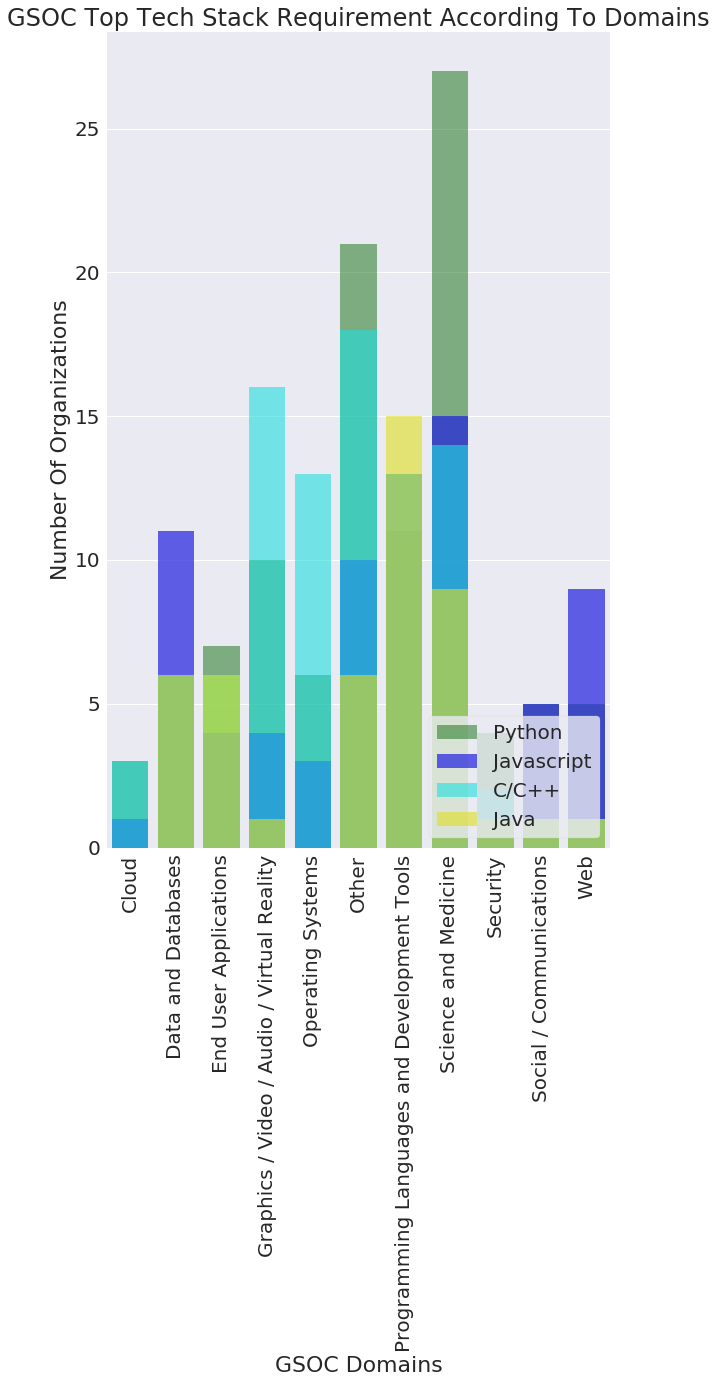 GSOC Top Tech Stack Requirement According To Domains
Number Of Organizations
25
20
15
10
5
0
Python
Javascript
C/C++
Java
Cloud
Data and Databases
End User Applications
Graphics / Video / Audio / Virtual Reality
Operating Systems
Other
Programming Languages and Development Tools
Science and Medicine
Security
Social / Communications
Web
GSOC Domains